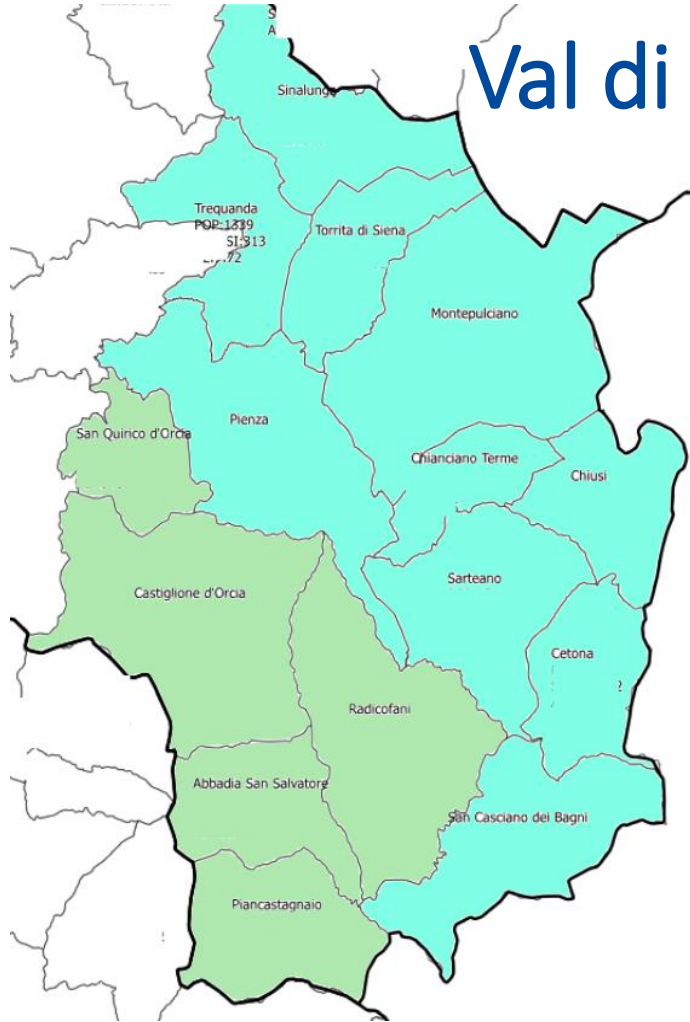 S
A
Val di
Sinalunga
Trequanda
POP:1339
SI:313
Torrita di Siena
Montepulciano
Pienza
San Quirico d'Orcia
Chianciano Terme
Chiusi
Sarteano
Castiglione d'Orcia
Cetona
Radicofani
Abbadia San Salvatore
San Casciano dei Bagni
Piancastagnaio